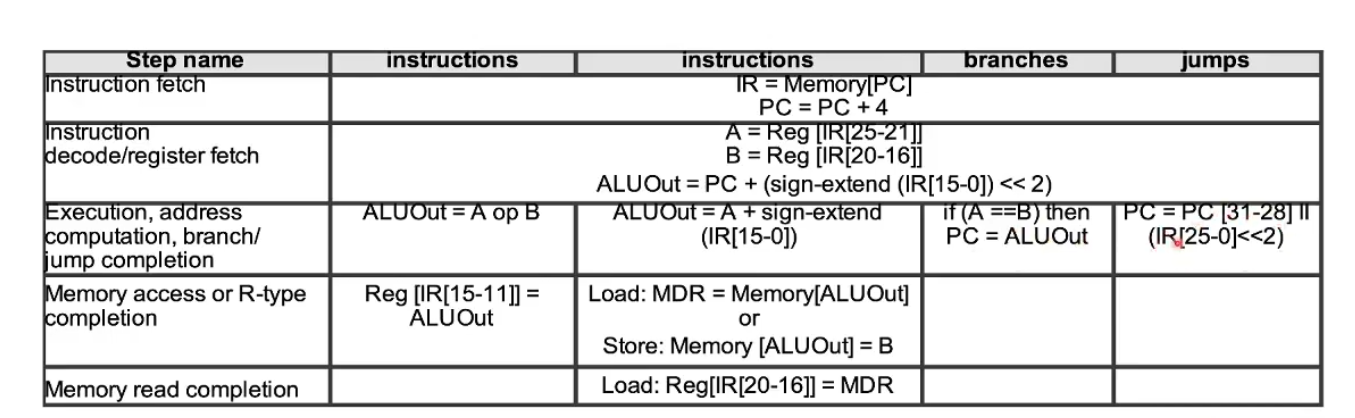 Step name instructions instructions branches jumps
Instruction fetch IR = Memory[PC]
PC = PC + 4
Instruction A = Reg [IR[25-21]]
decode/register fetch B = Reg [IR[20-16]]
ALUOut = PC + (sign-extend (IR[15-0]) << 2)
Execution, address ALUOut = A op B ALUOut = A + sign-extend if (A ==B) then PC = PC [31-28] II
computation, branch/ (IR[15-0]) PC = ALUOut (IR[25-0]<<2)
jump completion
Memory access or R-type Reg [IR[15-11]] = Load: MDR = Memory[ALUOut]
completion ALUOut or
Store: Memory [ALUOut] = B
Memory read completion Load: Reg[IR[20-16]] = MDR